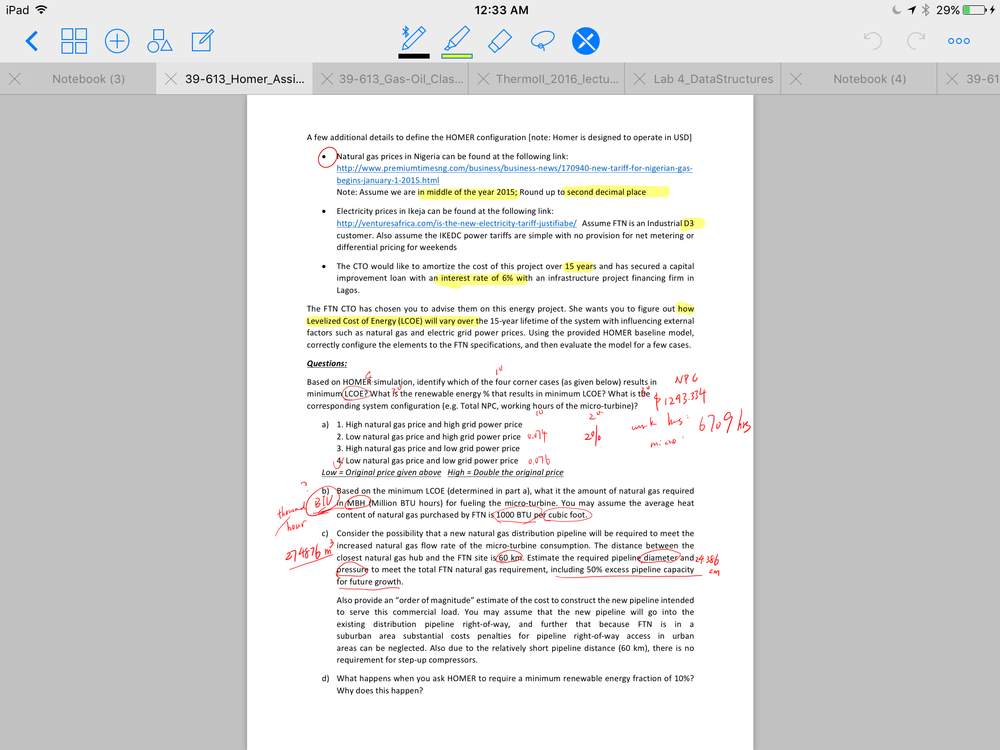 iPad
12:33 AM
29%
Notebook (3)
39-613_Homer_Assi...
39-613_Gas-Oil_Clas...
ThermoII_2016_lectu...
Lab 4_DataStructures
Notebook (4)
39-61
A few additional details to define the HOMER configuration [note: Homer is designed to operate in USD]
• Natural gas prices in Nigeria can be found at the following link:
http://www.premiumtimesng.com/business/business-news/170940-new-tariff-for-nigerian-gas-
begins-january-1-2015.html
Note: Assume we are in middle of the year 2015; Round up to second decimal place
• Electricity prices in Ikeja can be found at the following link:
http://venturesafrica.com/is-the-new-electricity-tariff-justifiabe/ Assume FTN is an Industrial D3
customer. Also assume the IKEDC power tariffs are simple with no provision for net metering or
differential pricing for weekends
• The CTO would like to amortize the cost of this project over 15 years and has secured a capital
improvement loan with an interest rate of 6% with an infrastructure project financing firm in
Lagos.
The FTN CTO has chosen you to advise them on this energy project. She wants you to figure out how
Levelized Cost of Energy (LCOE) will vary over the 15-year lifetime of the system with influencing external
factors such as natural gas and electric grid power prices. Using the provided HOMER baseline model,
correctly configure the elements to the FTN specifications, and then evaluate the model for a few cases.
Questions:
Based on HOMER simulation, identify which of the four corner cases (as given below) results in
minimum LCOE? What is the renewable energy % that results in minimum LCOE? What is the
corresponding system configuration (e.g. Total NPC, working hours of the micro-turbine)?
NPC
$1293.334
work hrs: 6709 hrs
micro:
a) 1. High natural gas price and high grid power price
2. Low natural gas price and high grid power price 0.074 2%
3. High natural gas price and low grid power price
4. Low natural gas price and low grid power price 0.076
Low = Original price given above High = Double the original price
b) Based on the minimum LCOE (determined in part a), what it the amount of natural gas required
in MBH (Million BTU hours) for fueling the micro-turbine. You may assume the average heat
content of natural gas purchased by FTN is 1000 BTU per cubic foot.
?
thousand BTU
hour
c) Consider the possibility that a new natural gas distribution pipeline will be required to meet the
increased natural gas flow rate of the micro-turbine consumption. The distance between the
closest natural gas hub and the FTN site is 60 km. Estimate the required pipeline diameter and
pressure to meet the total FTN natural gas requirement, including 50% excess pipeline capacity
for future growth.
274876 m³
24.386
cm
Also provide an “order of magnitude” estimate of the cost to construct the new pipeline intended
to serve this commercial load. You may assume that the new pipeline will go into the
existing distribution pipeline right-of-way, and further that because FTN is in a
suburban area substantial costs penalties for pipeline right-of-way access in urban
areas can be neglected. Also due to the relatively short pipeline distance (60 km), there is no
requirement for step-up compressors.
d) What happens when you ask HOMER to require a minimum renewable energy fraction of 10%?
Why does this happen?